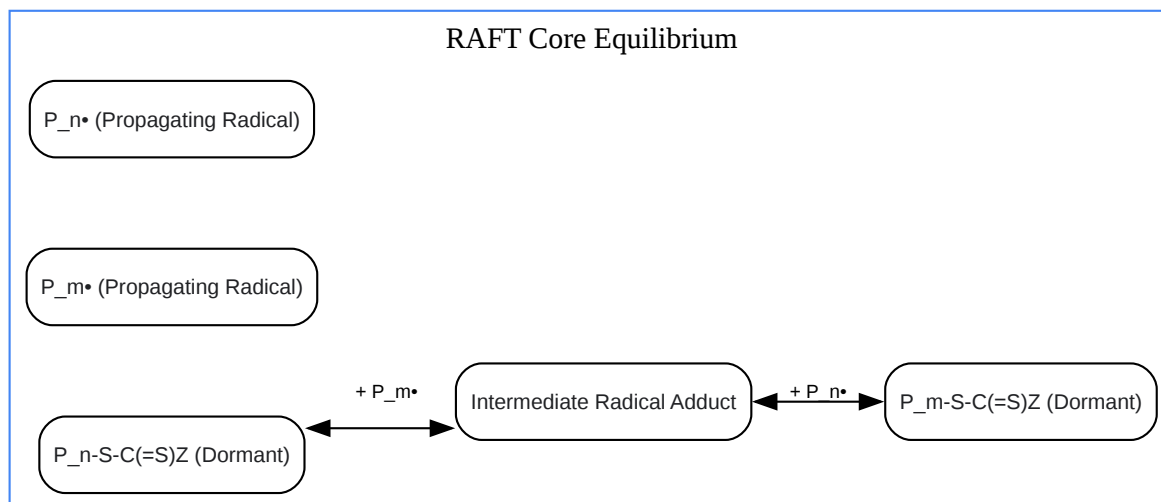 RAFT Core Equilibrium
P_n• (Propagating Radical)
P_m• (Propagating Radical)
+ P_m•
Intermediate Radical Adduct
+ P_n•
P_m-S-C(=S)Z (Dormant)
P_n-S-C(=S)Z (Dormant)